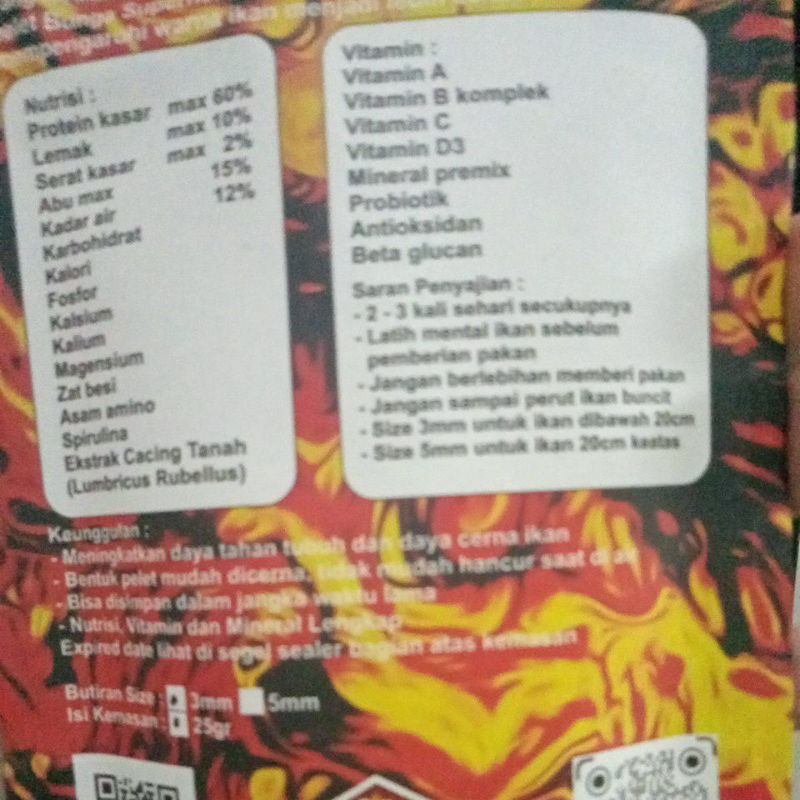 mengaruhi warna ikan menjadi
Nutrisi :
Protein kasar max 60%
Lemak max 10%
Serat kasar max 2%
Abu max 15%
Kadar air 12%
Karbohidrat
Kalori
Fosfor
Kalsium
Kalium
Magensium
Zat besi
Asam amino
Spirulina
Ekstrak Cacing Tanah
(Lumbricus Rubellus)
Vitamin :
Vitamin A
Vitamin B komplek
Vitamin C
Vitamin D3
Mineral premix
Probiotik
Antioksidan
Beta glucan
Saran Penyajian :
- 2 - 3 kali sehari secukupnya
- Latih mental ikan sebelum
pemberian pakan
- Jangan berlebihan memberi pakan
- Jangan sampai perut ikan buncit
- Size 3mm untuk ikan dibawah 20cm
- Size 5mm untuk ikan 20cm keatas
Keunggulan :
- Meningkatkan daya tahan tubuh dan daya cerna ikan
- Bentuk pelet mudah dicerna, tidak mudah hancur saat di air
- Bisa disimpan dalam jangka waktu lama
- Nutrisi, Vitamin dan Mineral Lengkap
Expired date lihat di segel sealer bagian atas kemasan
Butiran Size : 3mm 5mm
Isi Kemasan : 25gr